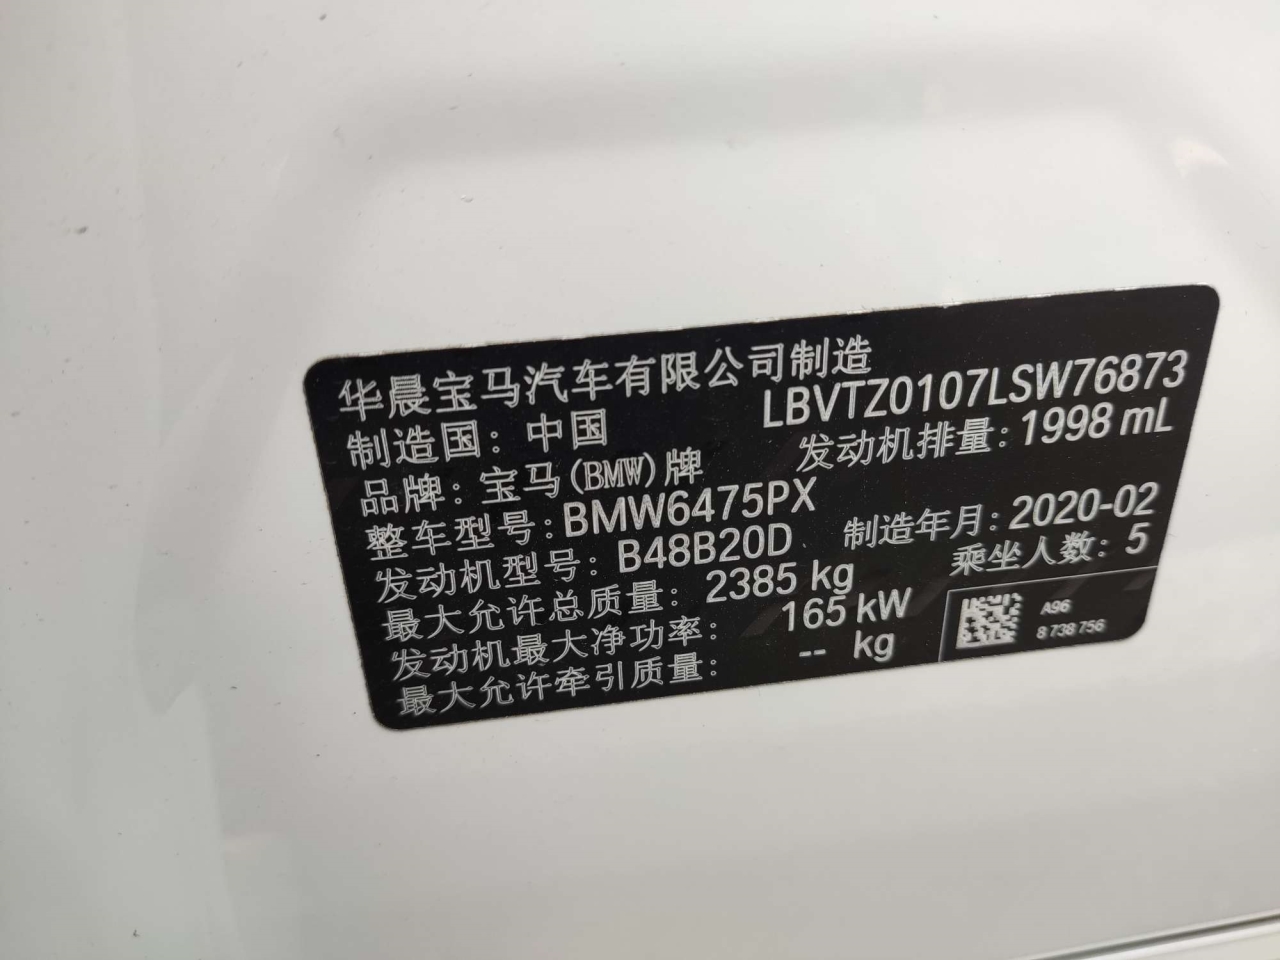 华晨宝马汽车有限公司制造
制造国：中国 LBVTZ0107LSW76873
品牌：宝马(BMW)牌 发动机排量：1998 mL
整车型号：BMW6475PX
发动机型号：B48B20D 制造年月：2020-02
最大允许总质量：2385 kg 乘坐人数：5
发动机最大净功率：165 kW
最大允许牵引质量：-- kg
A96
8 738 756